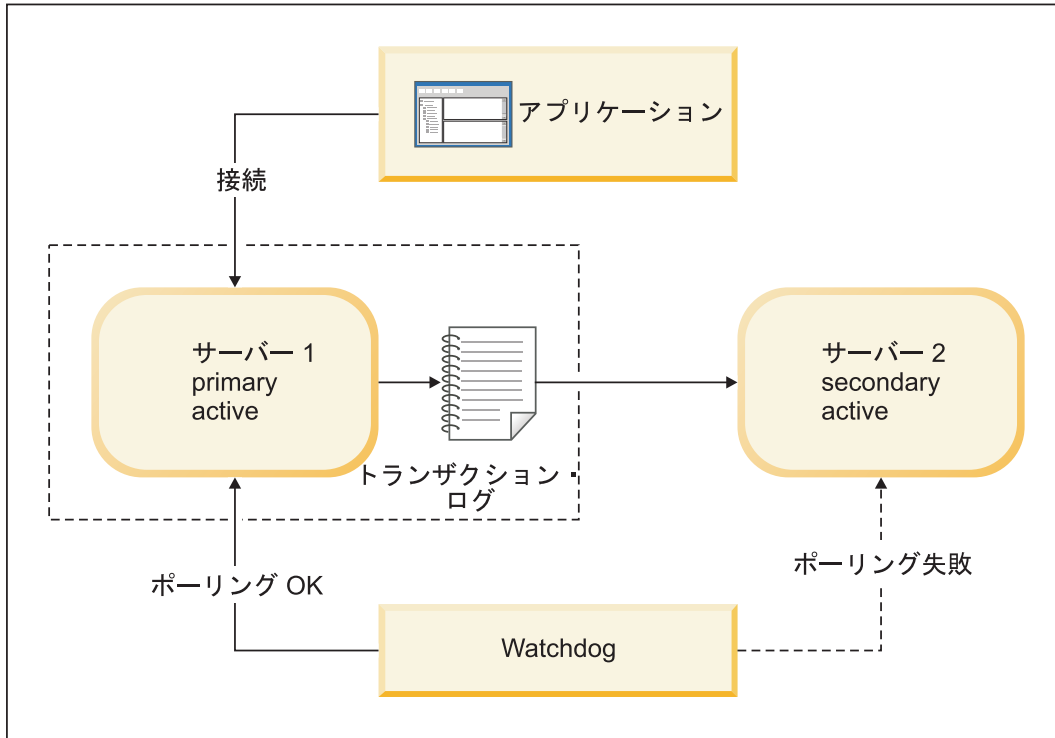 アプリケーション
接続
サーバー 1
primary
active
サーバー 2
secondary
active
トランザクション・
ログ
ポーリング OK
ポーリング失敗
Watchdog